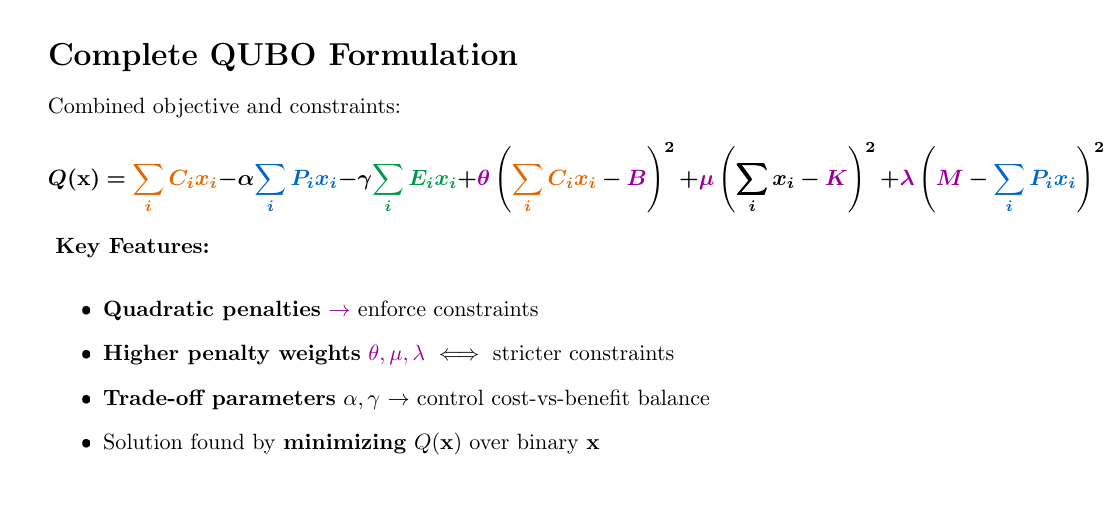 Complete QUBO Formulation
Combined objective and constraints:
Q(x) = ∑_i C_i x_i − α ∑_i P_i x_i − γ ∑_i E_i x_i + θ (∑_i C_i x_i − B)² + μ (∑_i x_i − K)² + λ (M − ∑_i P_i x_i)²
Key Features:
• Quadratic penalties → enforce constraints
• Higher penalty weights θ, μ, λ ⟺ stricter constraints
• Trade-off parameters α, γ → control cost-vs-benefit balance
• Solution found by minimizing Q(x) over binary x